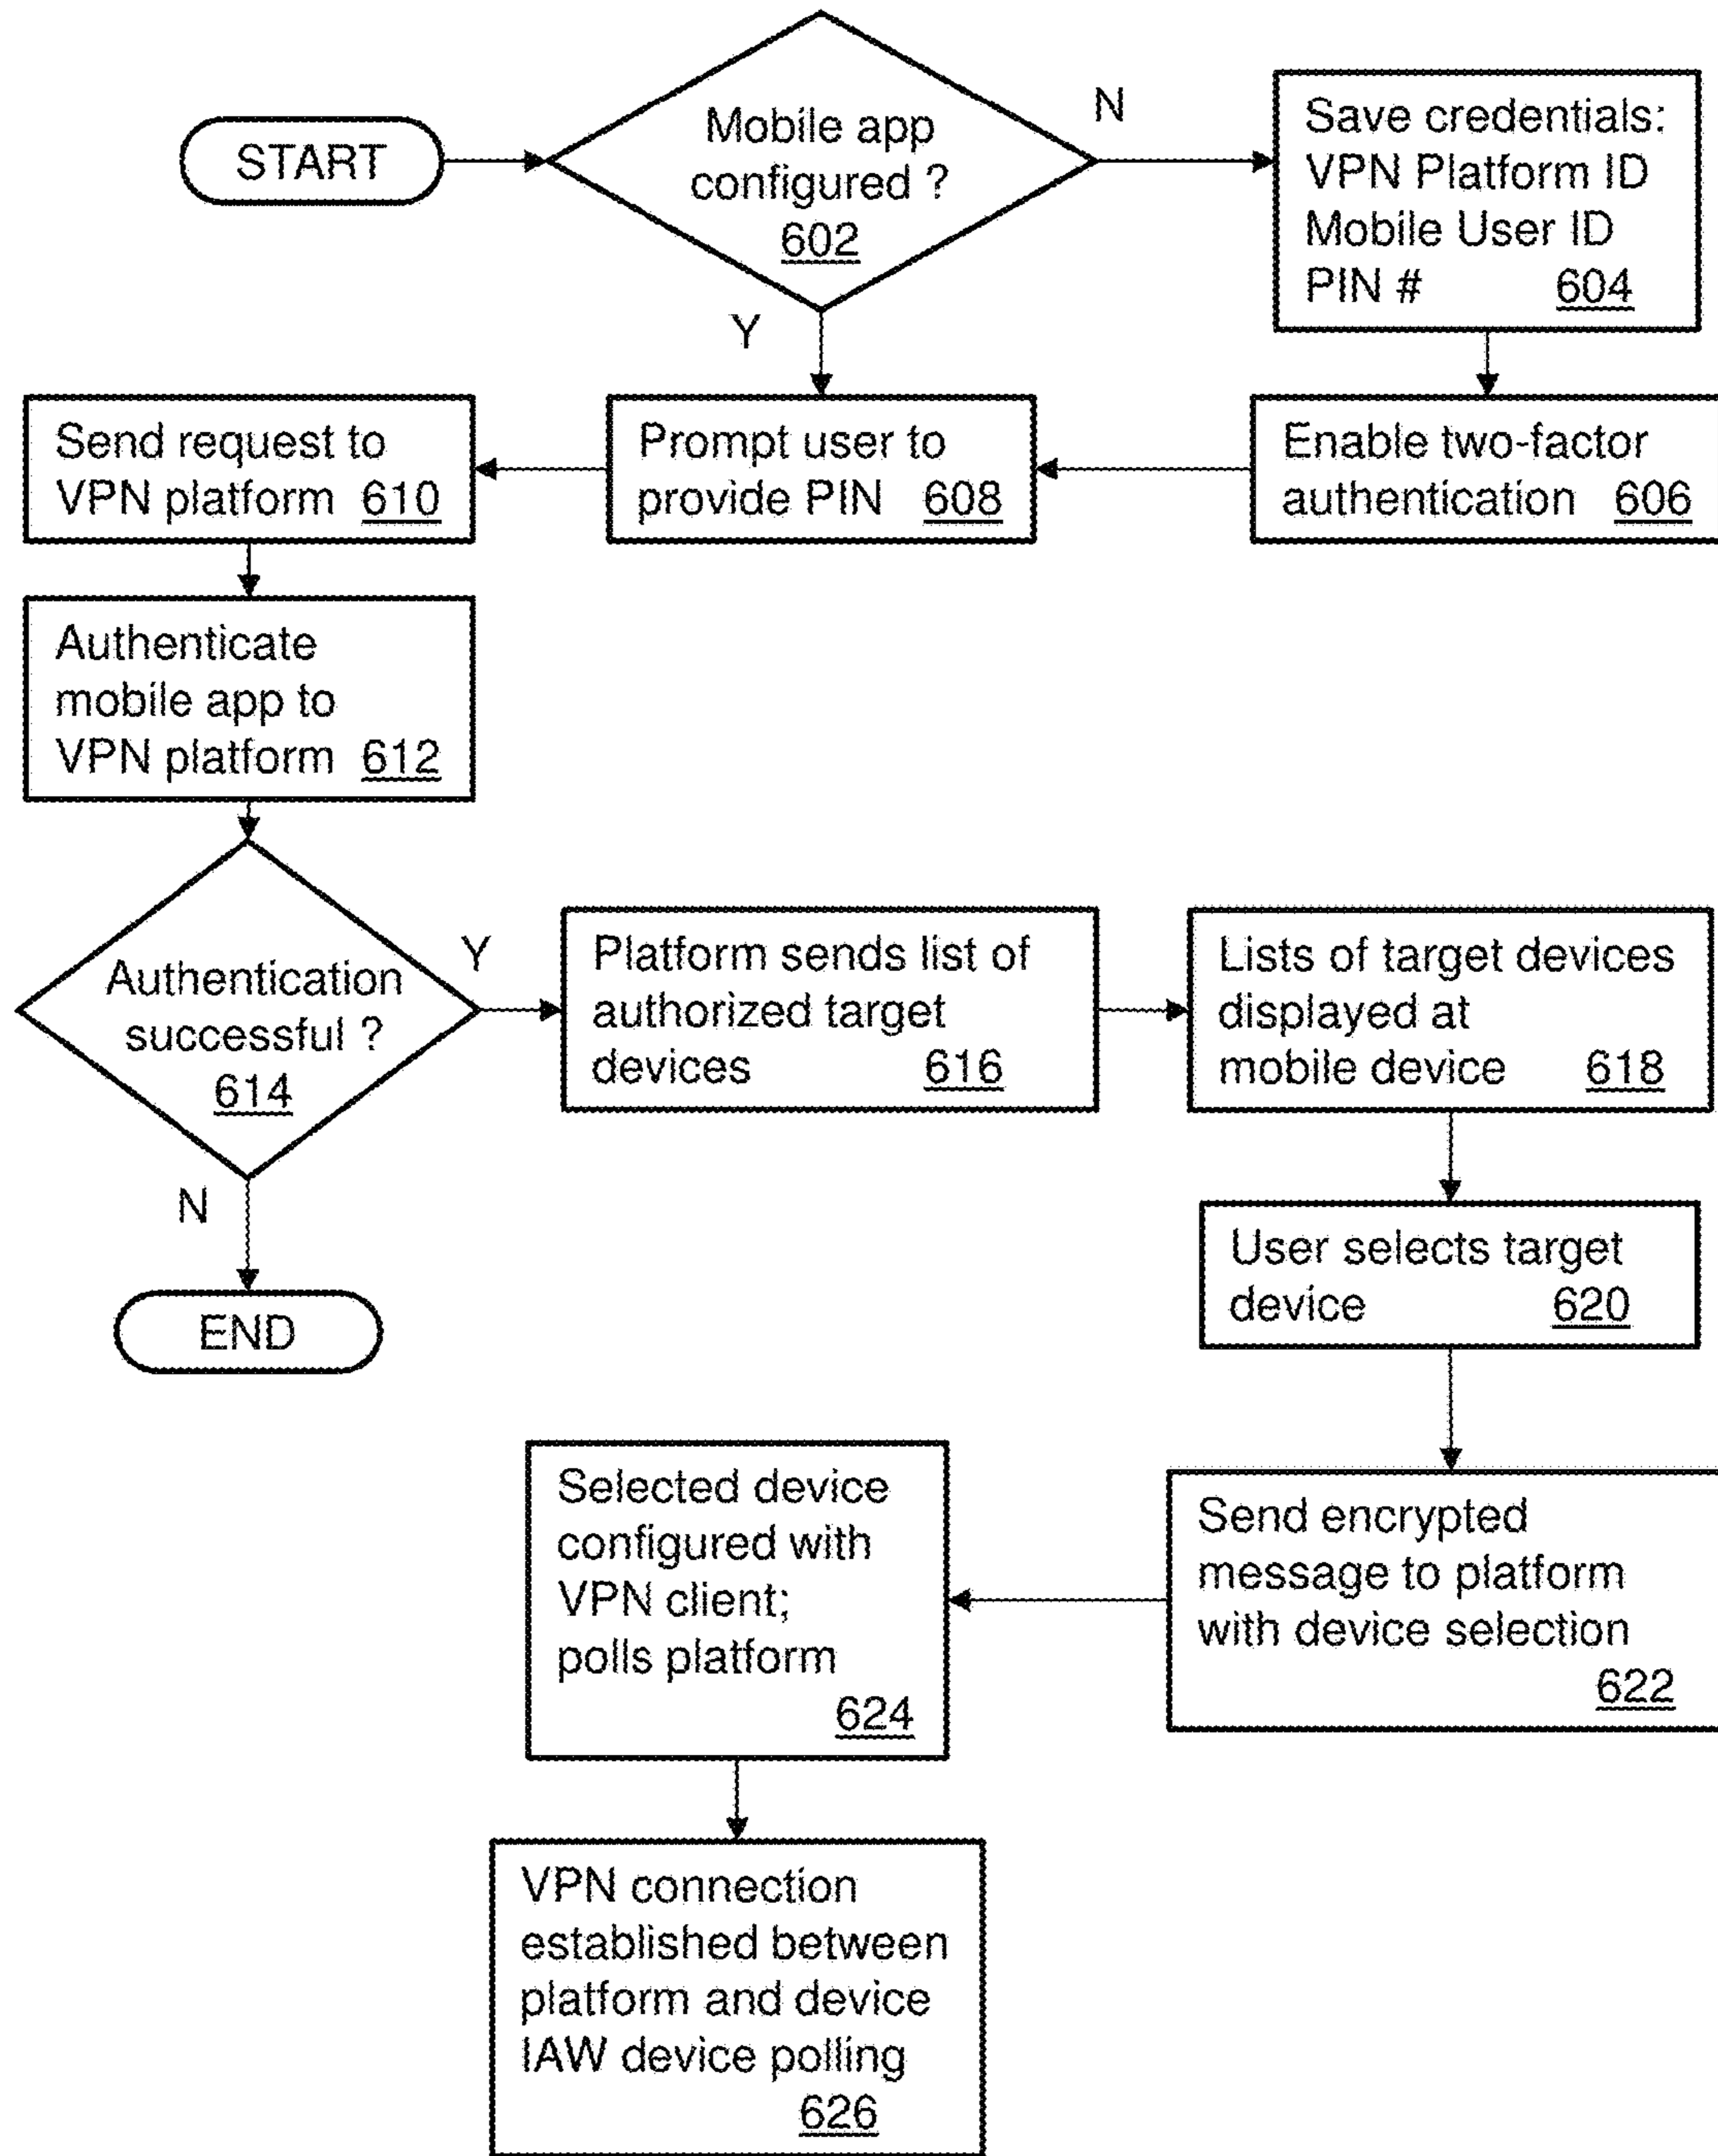 START
Mobile app
configured ?
602
N
Y
Save credentials:
VPN Platform ID
Mobile User ID
PIN # 604
Enable two-factor
authentication 606
Prompt user to
provide PIN 608
Send request to
VPN platform 610
Authenticate
mobile app to
VPN platform 612
Authentication
successful ?
614
Y
N
END
Platform sends list of
authorized target
devices 616
Lists of target devices
displayed at
mobile device 618
User selects target
device 620
Send encrypted
message to platform
with device selection
622
Selected device
configured with
VPN client;
polls platform
624
VPN connection
established between
platform and device
IAW device polling
626